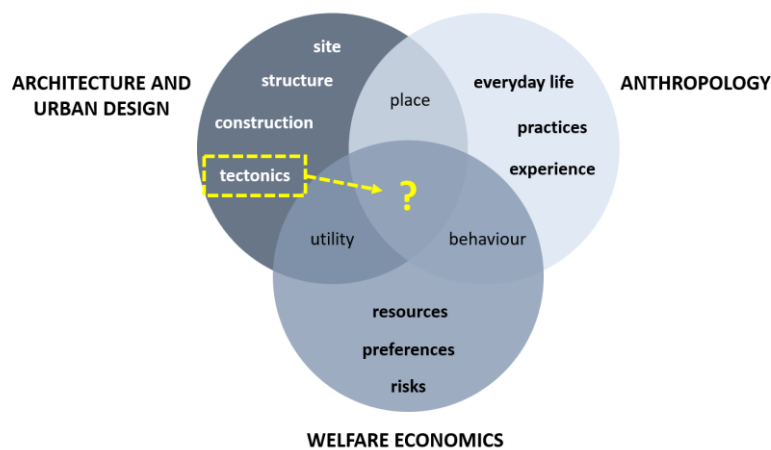 site
structure
ARCHITECTURE AND
URBAN DESIGN
everyday life
ANTHROPOLOGY
place
construction
practices
experience
tectonics
?
utility
behaviour
resources
preferences
risks
WELFARE ECONOMICS